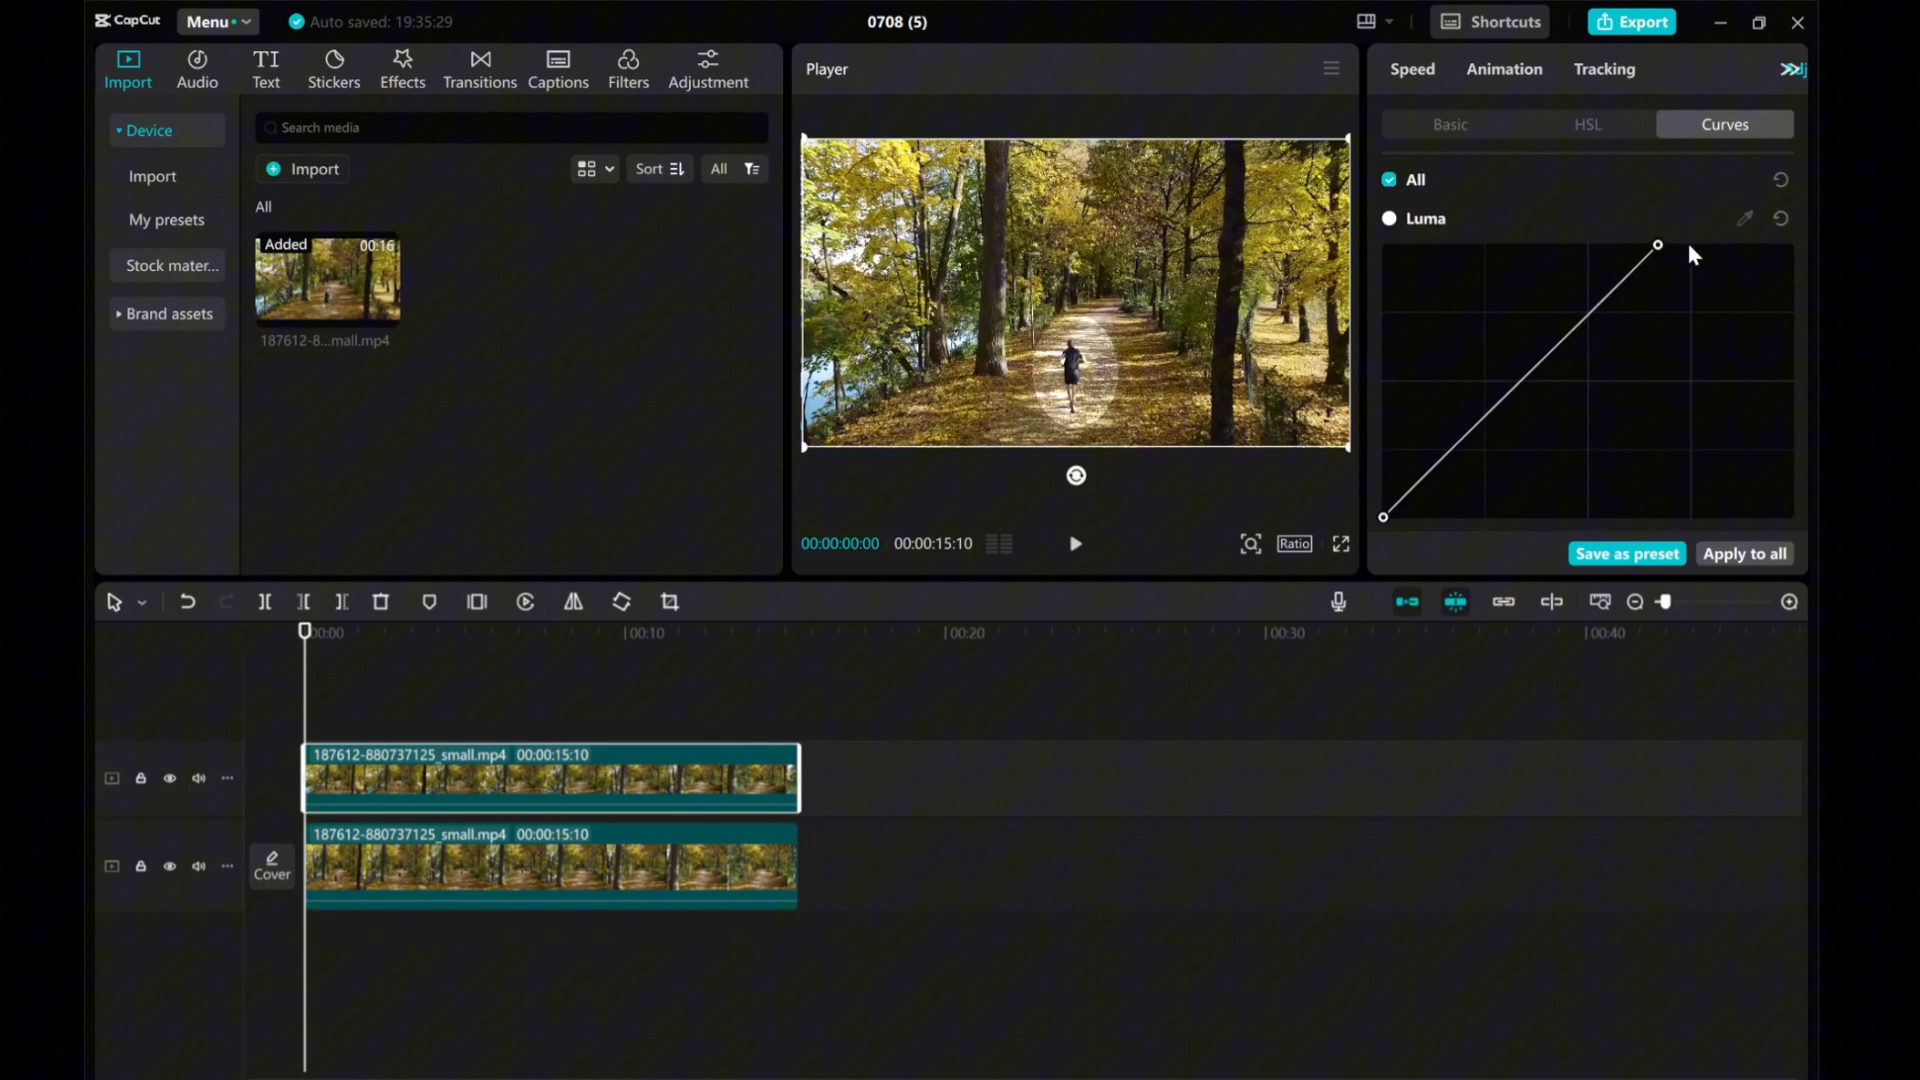 CapCut
Menu
Auto saved: 19:35:29
0708 (5)
Shortcuts
Export
Import
Audio
TI
Text
Stickers
Effects
Transitions
Captions
Filters
Adjustment
Device
Import
My presets
Stock mater...
Brand assets
Search media
Import
Sort
All
All
Added
00:16
187612-8...mall.mp4
Player
00:00:00:00
00:00:15:10
Ratio
Speed
Animation
Tracking
Basic
HSL
Curves
All
Luma
Save as preset
Apply to all
00:00
00:10
00:20
00:30
00:40
187612-880737125_small.mp4 00:00:15:10
187612-880737125_small.mp4 00:00:15:10
Cover